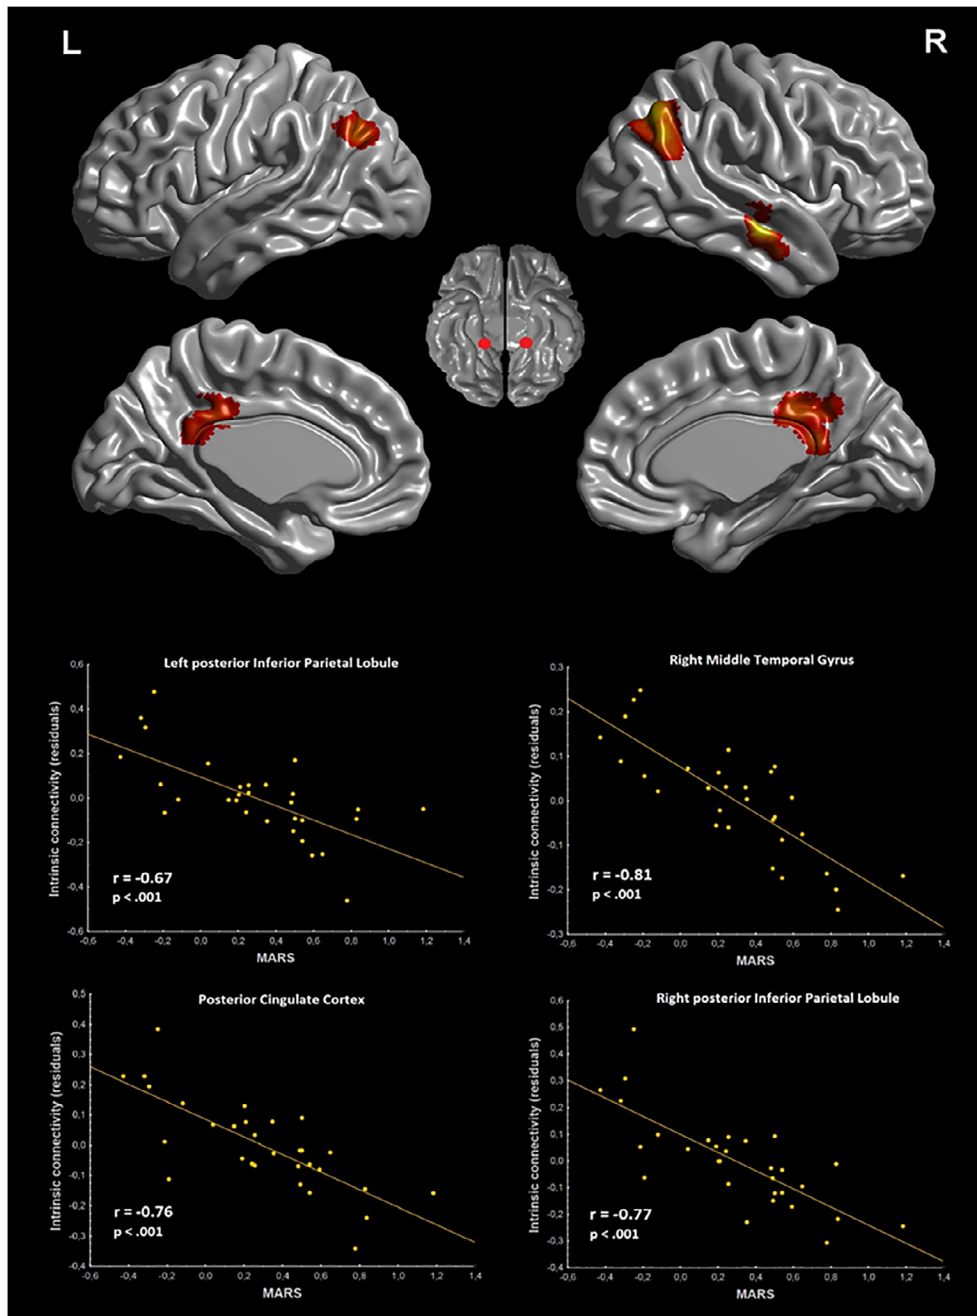 L
R
Left posterior Inferior Parietal Lobule
Intrinsic connectivity (residuals)
0,6
0,4
0,2
0,0
-0,2
-0,4
-0,6
r = -0.67
p < .001
-0,6 -0,4 -0,2 0,0 0,2 0,4 0,6 0,8 1,0 1,2 1,4
MARS
Right Middle Temporal Gyrus
Intrinsic connectivity (residuals)
0,3
0,2
0,1
0,0
-0,1
-0,2
-0,3
r = -0.81
p < .001
-0,6 -0,4 -0,2 0,0 0,2 0,4 0,6 0,8 1,0 1,2 1,4
MARS
Posterior Cingulate Cortex
Intrinsic connectivity (residuals)
0,5
0,4
0,3
0,2
0,1
0,0
-0,1
-0,2
-0,3
-0,4
r = -0.76
p < .001
-0,6 -0,4 -0,2 0,0 0,2 0,4 0,6 0,8 1,0 1,2 1,4
MARS
Right posterior Inferior Parietal Lobule
Intrinsic connectivity (residuals)
0,6
0,5
0,4
0,3
0,2
0,1
0,0
-0,1
-0,2
-0,3
-0,4
r = -0.77
p < .001
-0,6 -0,4 -0,2 0,0 0,2 0,4 0,6 0,8 1,0 1,2 1,4
MARS